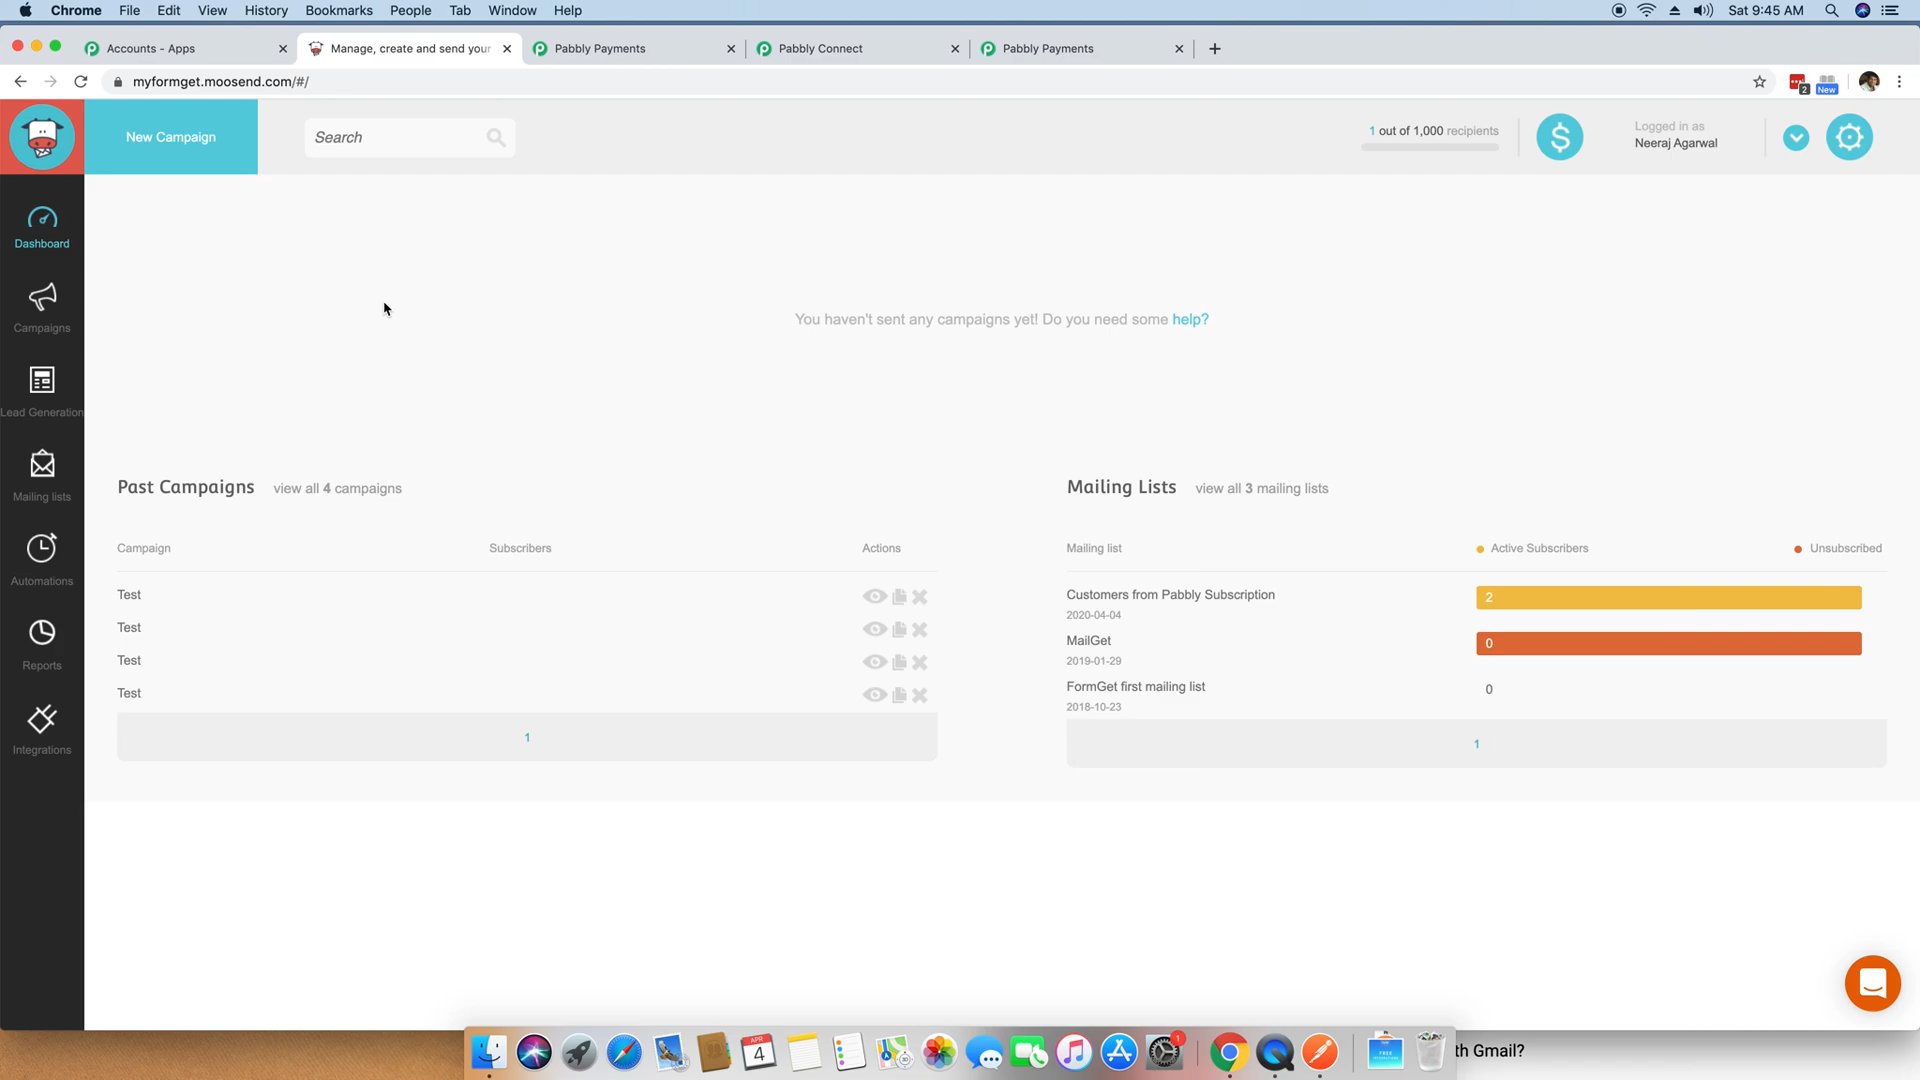 Chrome File Edit View History Bookmarks People Tab Window Help Sat 9:45 AM
Accounts - Apps
Manage, create and send your
Pabbly Payments
Pabbly Connect
Pabbly Payments
myformget.moosend.com/#/
2
New
New Campaign
Search
1 out of 1,000 recipients
$
Logged in as
Neeraj Agarwal
Dashboard
Campaigns
Lead Generation
Mailing lists
Automations
Reports
Integrations
You haven't sent any campaigns yet! Do you need some help?
Past Campaigns view all 4 campaigns
Campaign Subscribers Actions
Test
Test
Test
Test
1
Mailing Lists view all 3 mailing lists
Mailing list Active Subscribers Unsubscribed
Customers from Pabbly Subscription 2
2020-04-04
MailGet 0
2019-01-29
FormGet first mailing list 0
2018-10-23
1
APR
4
1
FREE
th Gmail?